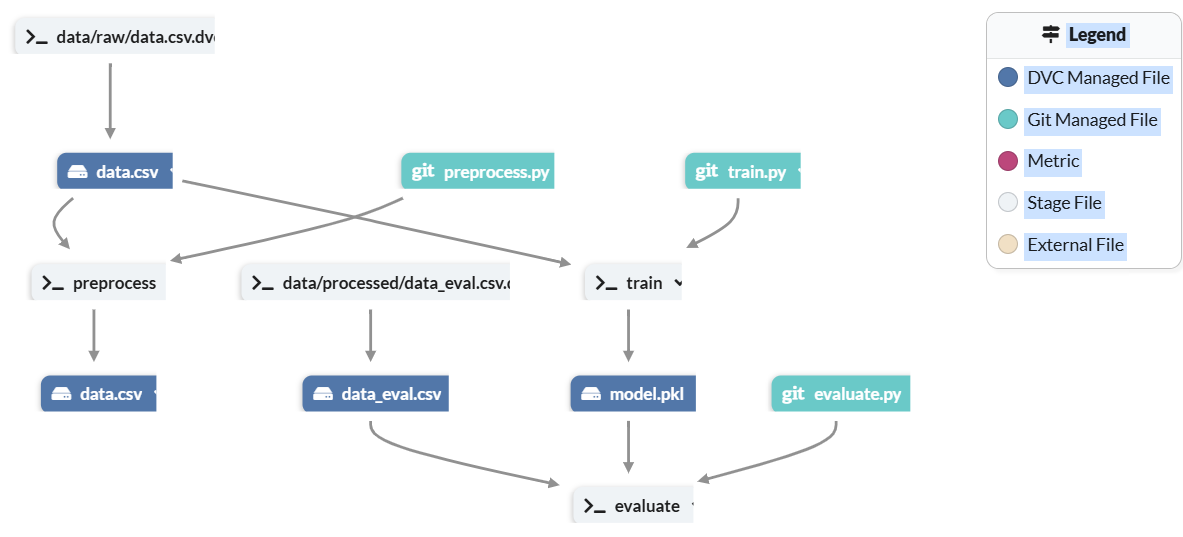 data/raw/data.csv.dv
Legend
DVC Managed File
Git Managed File
Metric
Stage File
External File
data.csv
git preprocess.py
git train.py
preprocess
data/processed/data_eval.csv.
train
data.csv
data_eval.csv
model.pkl
git evaluate.py
evaluate